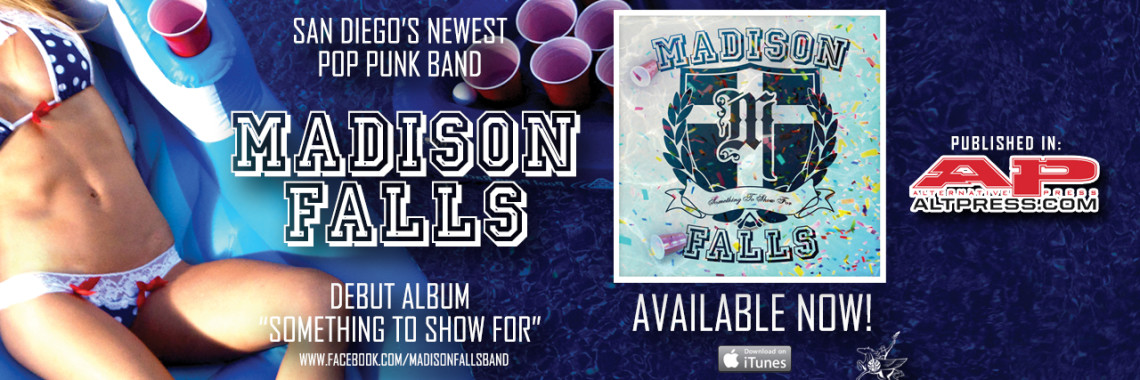 SAN DIEGO'S NEWEST
POP PUNK BAND
MADISON
FALLS
DEBUT ALBUM
"SOMETHING TO SHOW FOR"
WWW.FACEBOOK.COM/MADISONFALLSBAND
MADISON
M
Something To Show For
FALLS
AVAILABLE NOW!
Download on
iTunes
PUBLISHED IN:
AP
ALTERNATIVE PRESS
ALTPRESS.COM